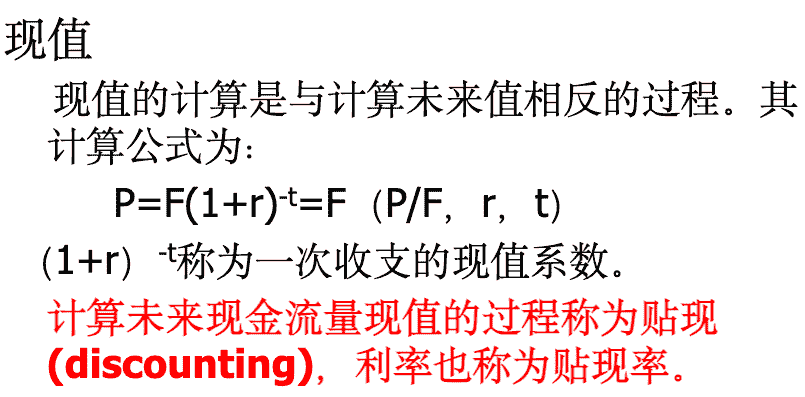 现值
现值的计算是与计算未来值相反的过程。其
计算公式为：
P=F(1+r)-t=F（P/F，r，t）
（1+r）-t称为一次收支的现值系数。
计算未来现金流量现值的过程称为贴现
(discounting)，利率也称为贴现率。